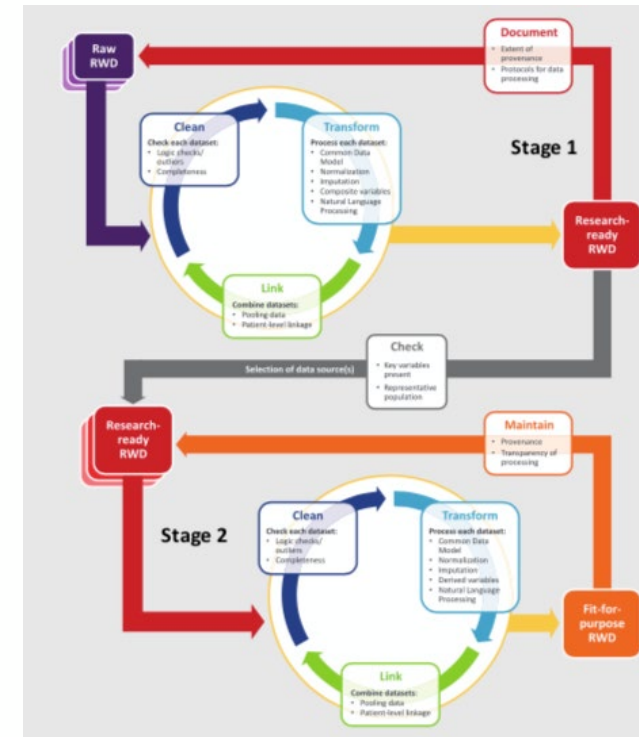 Raw
RWD
Document
• Extent of
provenance
• Protocols for data
processing
Stage 1
Clean
Check each dataset:
• Logic checks/
outliers
• Completeness
Transform
Process each dataset:
• Common Data
Model
• Normalization
• Imputation
• Composite variables
• Natural Language
Processing
Link
Combine datasets:
• Pooling data
• Patient-level linkage
Research-
ready
RWD
Check
• Key variables
present
• Representative
population
Selection of data source(s)
Research-
ready
RWD
Maintain
• Provenance
• Transparency of
processing
Stage 2
Clean
Check each dataset:
• Logic checks/
outliers
• Completeness
Transform
Process each dataset:
• Common Data
Model
• Normalization
• Imputation
• Derived variables
• Natural Language
Processing
Link
Combine datasets:
• Pooling data
• Patient-level linkage
Fit-for-
purpose
RWD